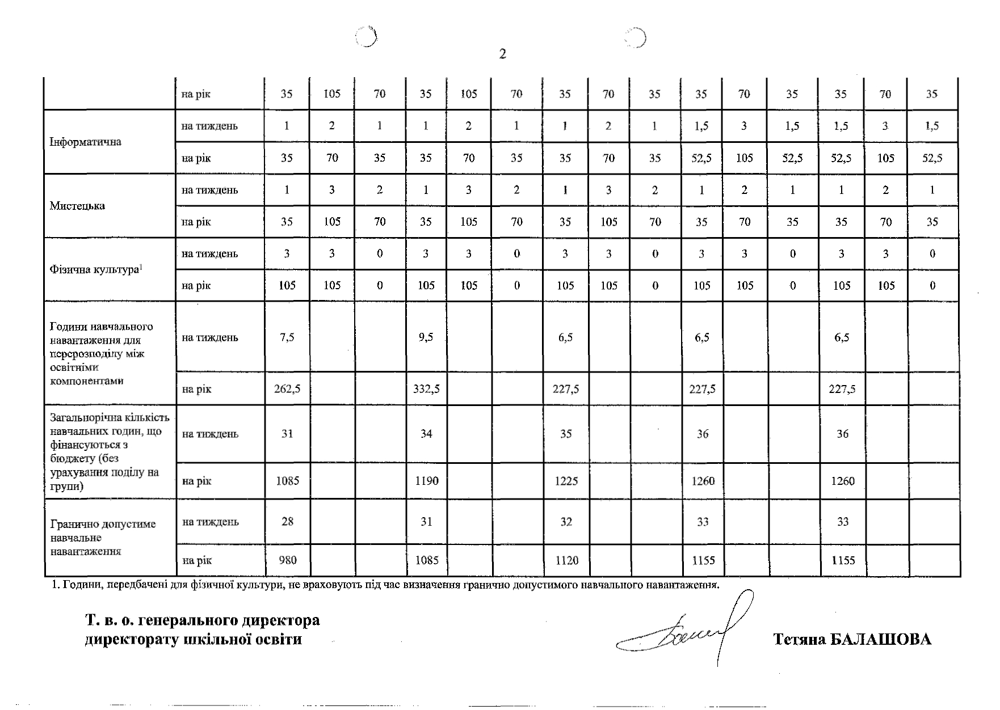 2
на рік 35 105 70 35 105 70 35 70 35 35 70 35 35 70 35
Інформатична
на тиждень 1 2 1 1 2 1 1 2 1 1,5 3 1,5 1,5 3 1,5
на рік 35 70 35 35 70 35 35 70 35 52,5 105 52,5 52,5 105 52,5
Мистецька
на тиждень 1 3 2 1 3 2 1 3 2 1 2 1 1 2 1
на рік 35 105 70 35 105 70 35 105 70 35 70 35 35 70 35
Фізична культура¹
на тиждень 3 3 0 3 3 0 3 3 0 3 3 0 3 3 0
на рік 105 105 0 105 105 0 105 105 0 105 105 0 105 105 0
Години навчального
навантаження для
перерозподілу між
освітніми
компонентами
на тиждень 7,5 9,5 6,5 6,5 6,5
на рік 262,5 332,5 227,5 227,5 227,5
Загальнорічна кількість
навчальних годин, що
фінансуються з
бюджету (без
урахування поділу на
групи)
на тиждень 31 34 35 36 36
на рік 1085 1190 1225 1260 1260
Гранично допустиме
навчальне
навантаження
на тиждень 28 31 32 33 33
на рік 980 1085 1120 1155 1155
1. Години, передбачені для фізичної культури, не враховують під час визначення гранично допустимого навчального навантаження.
Т. в. о. генерального директора
директорату шкільної освіти
Тетяна БАЛАШОВА